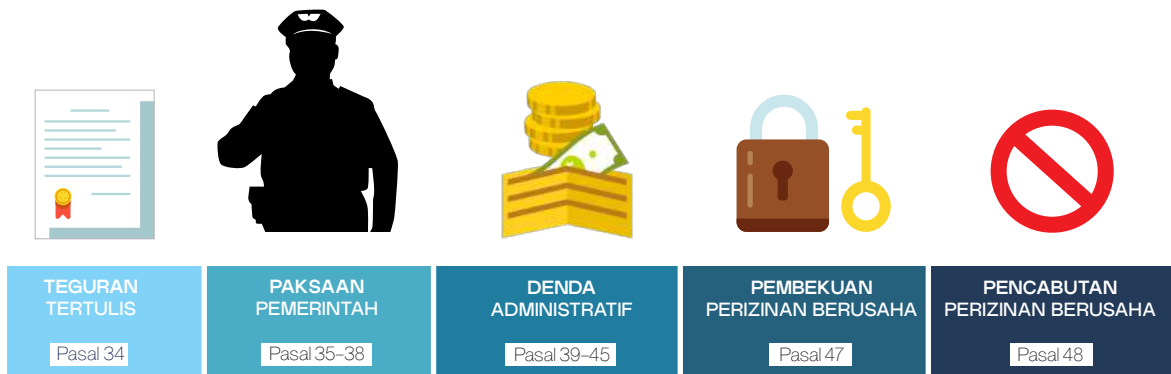 TEGURAN
TERTULIS
Pasal 34
PAKSAAN
PEMERINTAH
Pasal 35–38
DENDA
ADMINISTRATIF
Pasal 39–45
PEMBEKUAN
PERIZINAN BERUSAHA
Pasal 47
PENCABUTAN
PERIZINAN BERUSAHA
Pasal 48